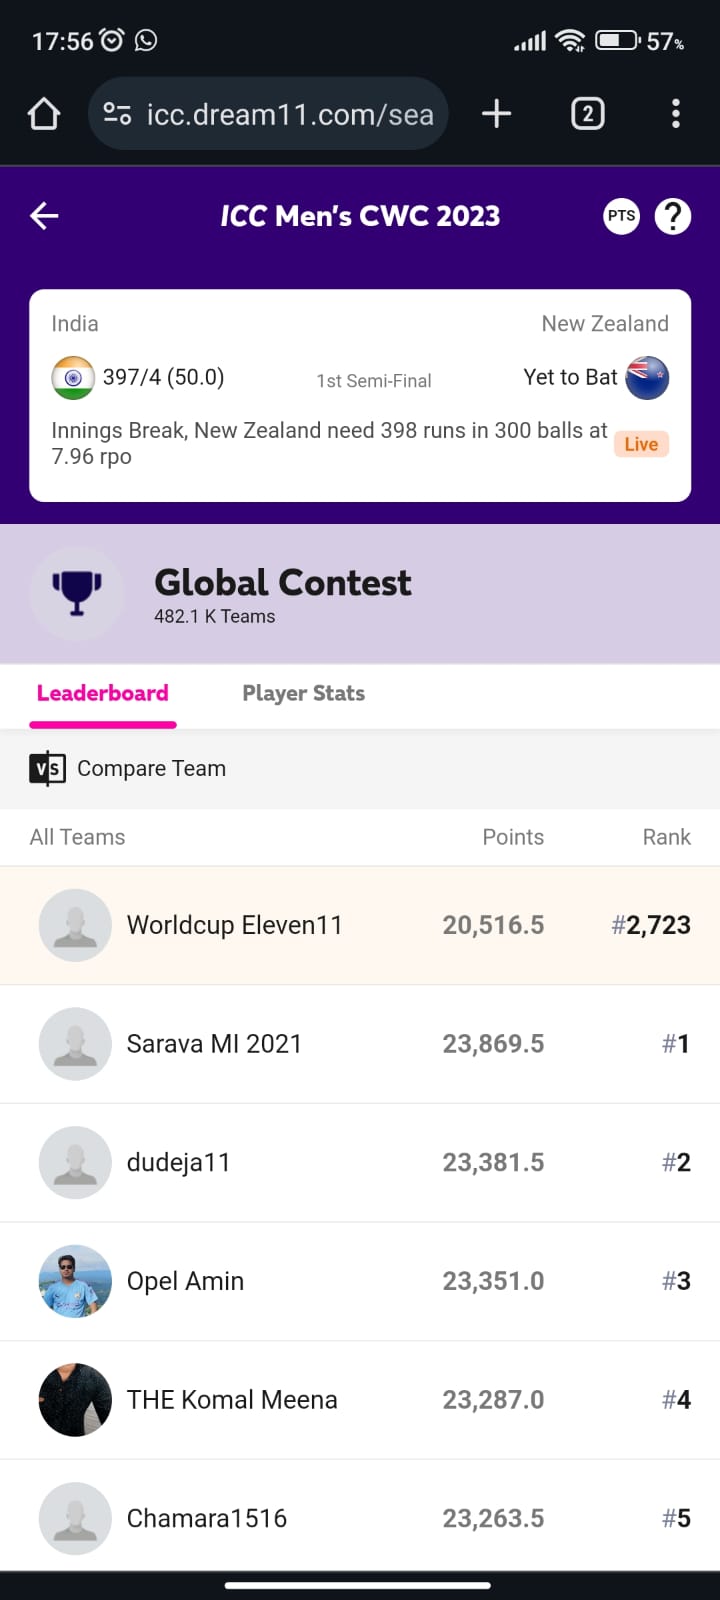 17:56 57%
icc.dream11.com/sea 2
ICC Men's CWC 2023 PTS ?
India New Zealand
397/4 (50.0) 1st Semi-Final Yet to Bat
Innings Break, New Zealand need 398 runs in 300 balls at
7.96 rpo Live
Global Contest
482.1 K Teams
Leaderboard Player Stats
VS Compare Team
All Teams Points Rank
Worldcup Eleven11 20,516.5 #2,723
Sarava MI 2021 23,869.5 #1
dudeja11 23,381.5 #2
Opel Amin 23,351.0 #3
THE Komal Meena 23,287.0 #4
Chamara1516 23,263.5 #5